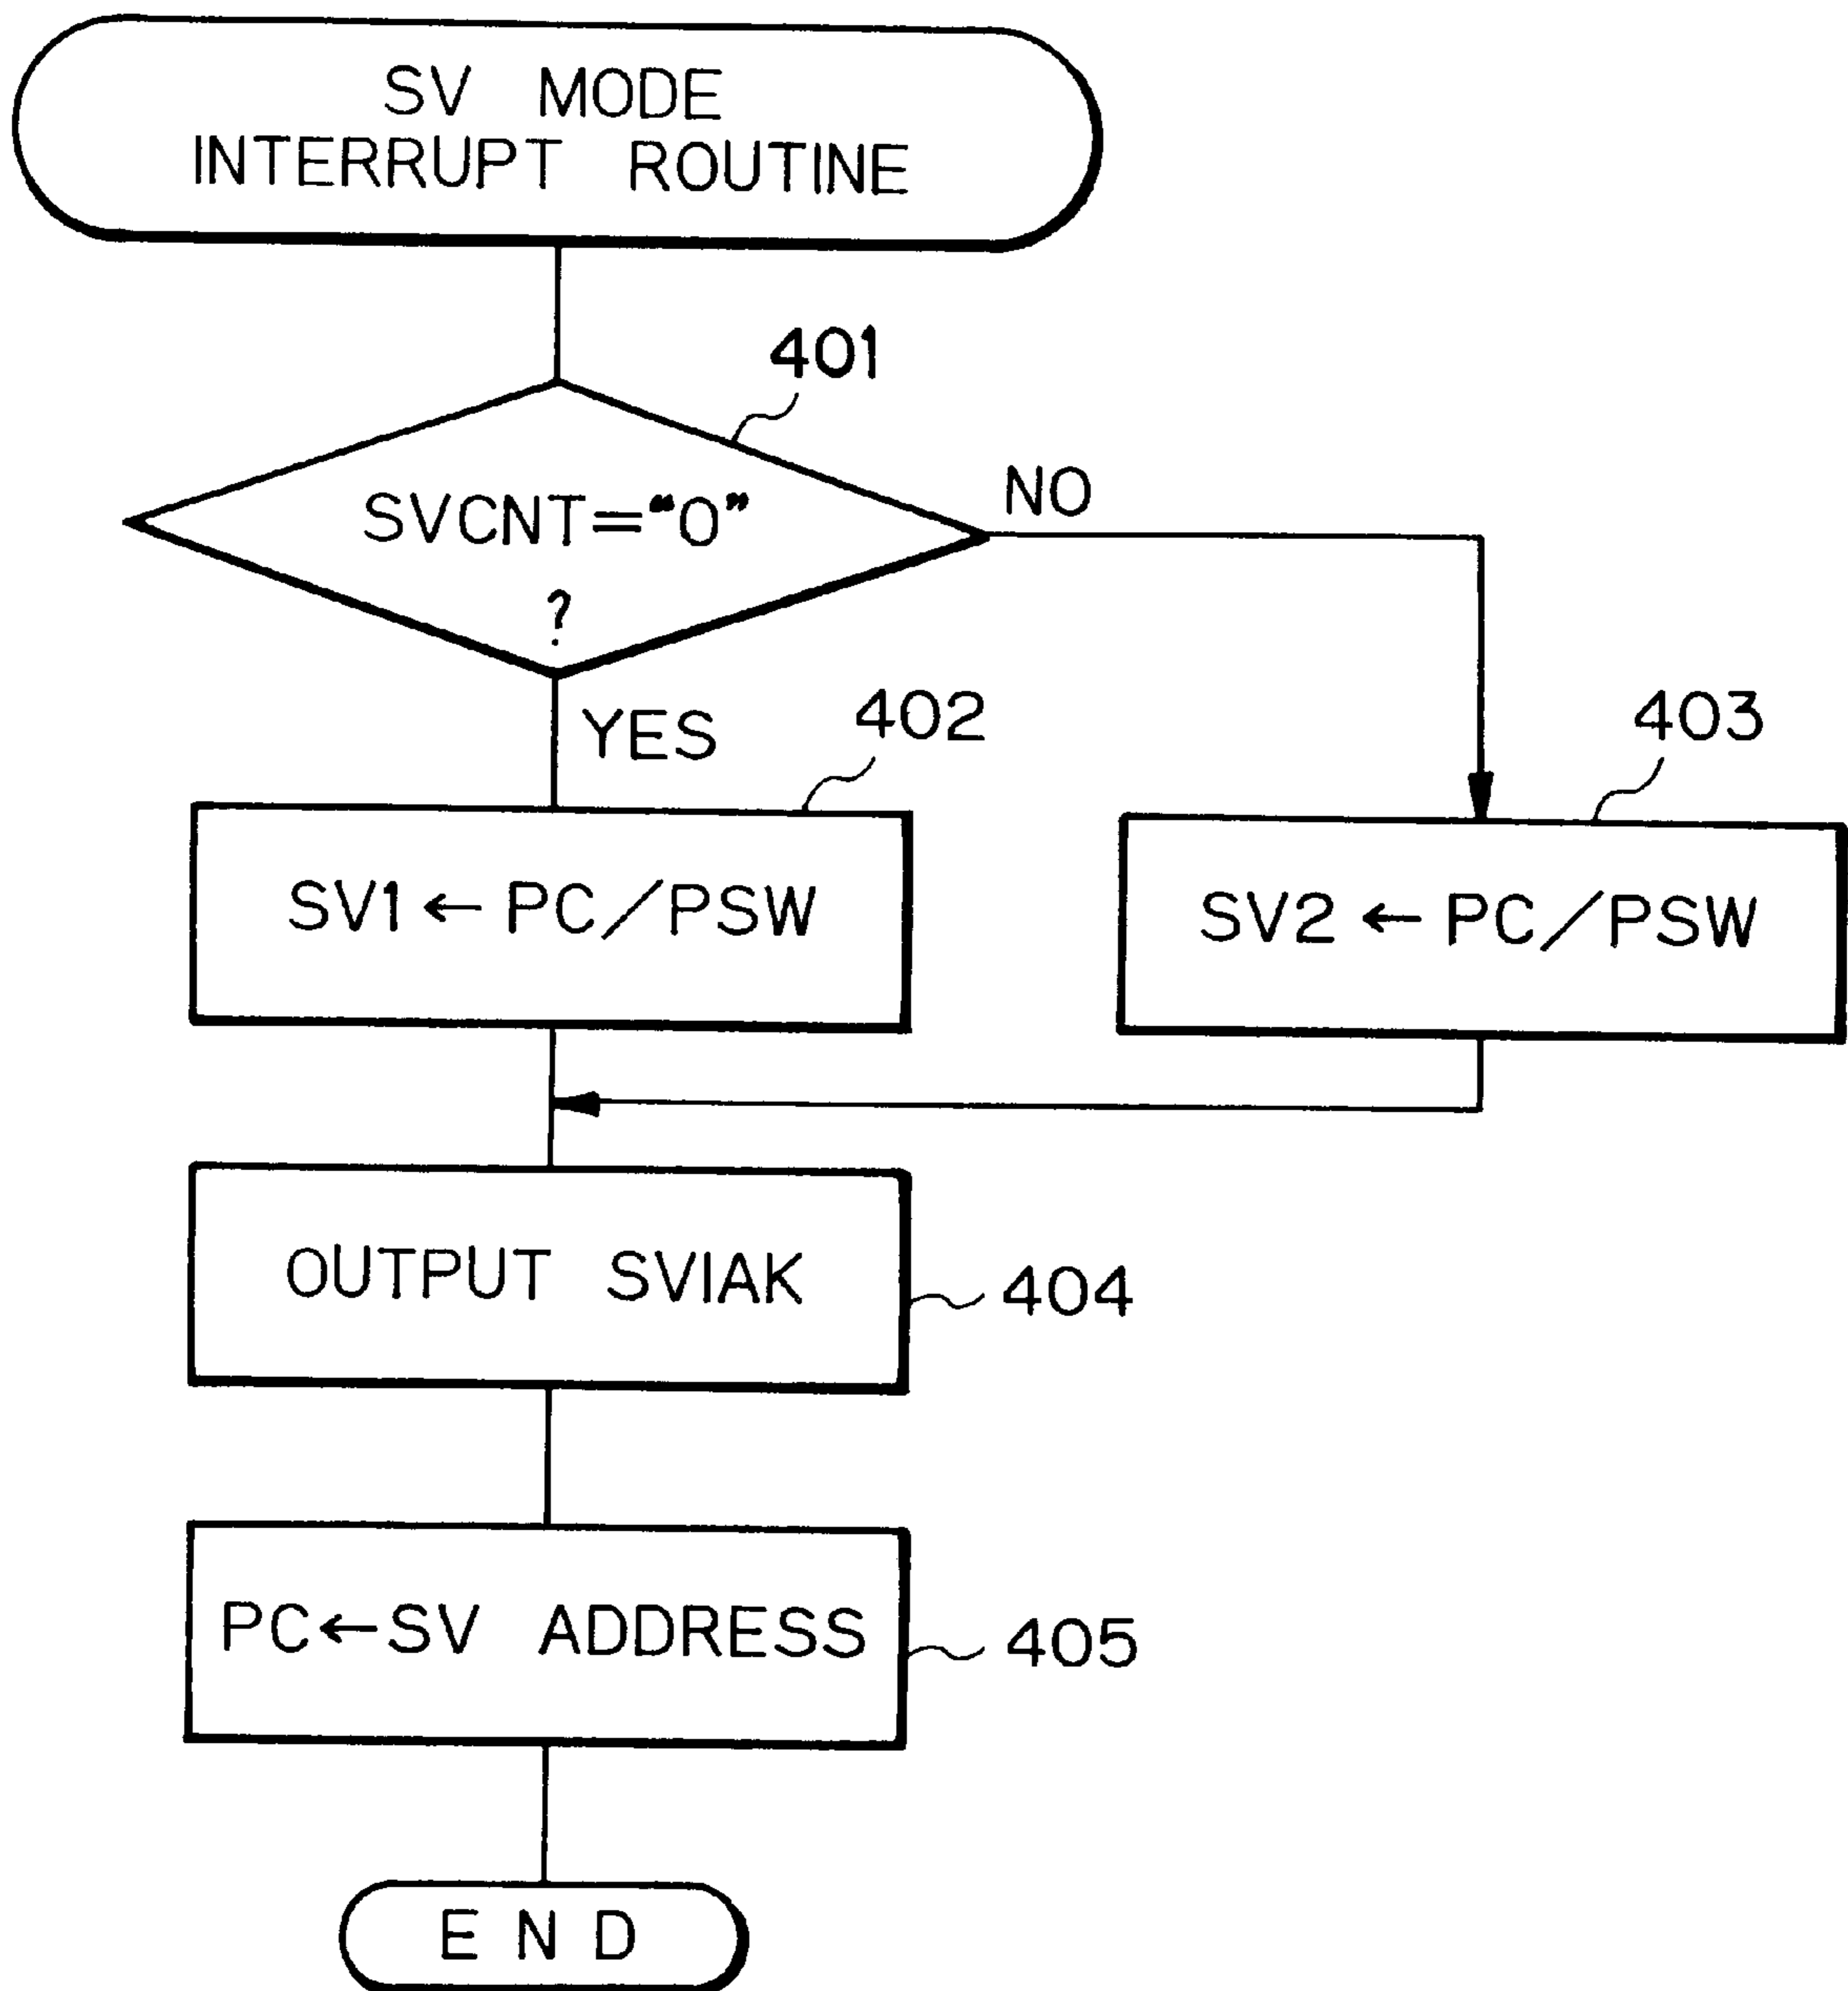 SV MODE
INTERRUPT ROUTINE
401
SVCNT=“0”
?
NO
YES
402
403
SV1←PC/PSW
SV2←PC/PSW
OUTPUT SVIAK
404
PC←SV ADDRESS
405
END